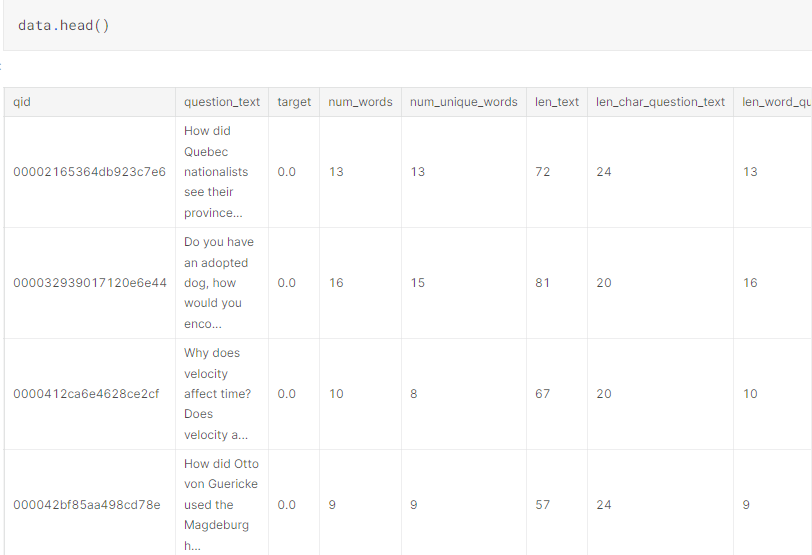 data.head()
qid question_text target num_words num_unique_words len_text len_char_question_text len_word_qu
How did
Quebec
nationalists
00002165364db923c7e6 0.0 13 13 72 24 13
see their
province...
Do you have
an adopted
000032939017120e6e44 dog, how 0.0 16 15 81 20 16
would you
enco...
Why does
velocity
0000412ca6e4628ce2cf affect time? 0.0 10 8 67 20 10
Does
velocity a...
How did Otto
von Guericke
000042bf85aa498cd78e used the 0.0 9 9 57 24 9
Magdeburg
h...